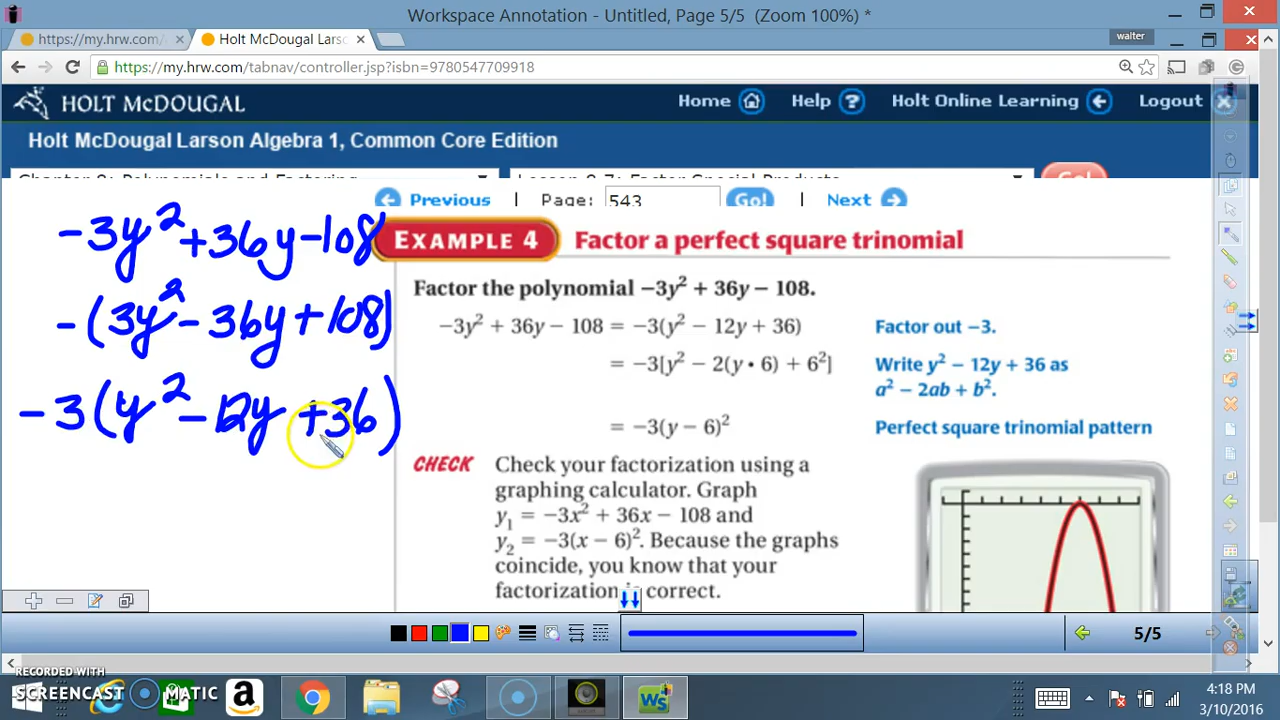 Workspace Annotation - Untitled, Page 5/5 (Zoom 100%) *
https://my.hrw.com/
Holt McDougal Lars
walter
https://my.hrw.com/tabnav/controller.jsp?isbn=9780547709918
HOLT McDOUGAL
Home
Help ?
Holt Online Learning
Logout
Holt McDougal Larson Algebra 1, Common Core Edition
Go!
Previous | Page: 543 Go! | Next
-3y² +36y-108
-(3y² - 36y + 108)
-3(y² - 12y +36)
EXAMPLE 4 Factor a perfect square trinomial
Factor the polynomial −3y² + 36y − 108.
−3y² + 36y − 108 = −3(y² − 12y + 36) Factor out −3.
= −3[y² − 2(y • 6) + 6²] Write y² − 12y + 36 as
a² − 2ab + b².
= −3(y − 6)² Perfect square trinomial pattern
CHECK Check your factorization using a
graphing calculator. Graph
y₁ = −3x² + 36x − 108 and
y₂ = −3(x − 6)². Because the graphs
coincide, you know that your
factorization is correct.
5/5
RECORDED WITH
SCREENCAST MATIC
4:18 PM
3/10/2016